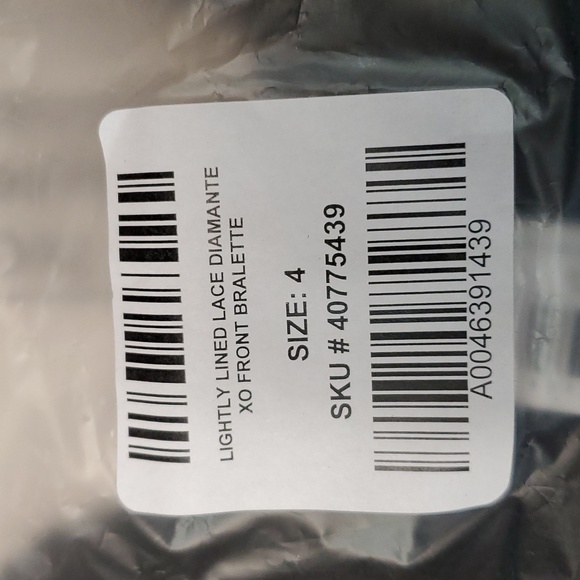 LIGHTLY LINED LACE DIAMANTE
XO FRONT BRALETTE
SIZE: 4
SKU # 40775439
A0046391439